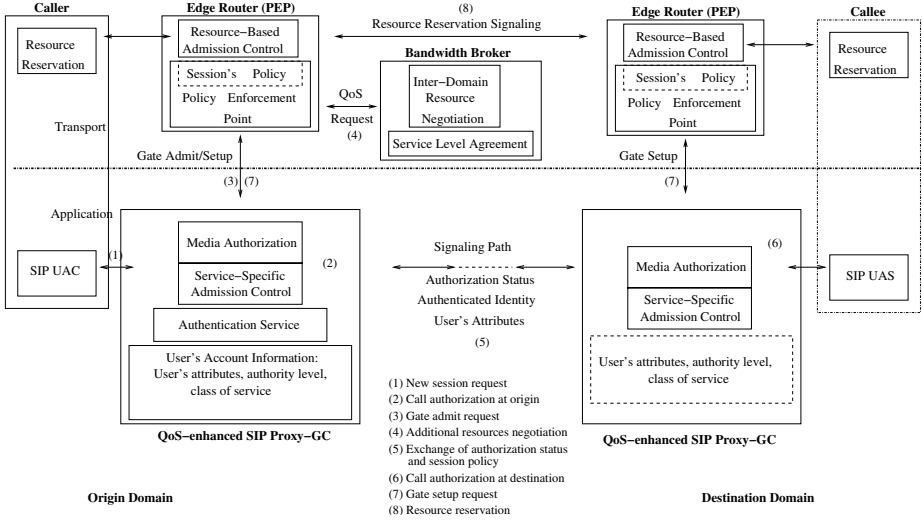 Caller
Edge Router (PEP)
(8)
Resource Reservation Signaling
Edge Router (PEP)
Callee
Resource
Reservation
Resource−Based
Admission Control
Session's Policy
Policy Enforcement
Point
Bandwidth Broker
QoS
Request
(4)
Inter−Domain
Resource
Negotiation
Service Level Agreement
Resource−Based
Admission Control
Session's Policy
Policy Enforcement
Point
Resource
Reservation
Transport
Gate Admit/Setup
Gate Setup
(3) (7)
(7)
Application
(1)
SIP UAC
Media Authorization
(2)
Service−Specific
Admission Control
Authentication Service
User's Account Information:
User's attributes, authority level,
class of service
QoS−enhanced SIP Proxy−GC
Signaling Path
Authorization Status
Authenticated Identity
User's Attributes
(5)
(6)
Media Authorization
Service−Specific
Admission Control
User's attributes, authority level,
class of service
QoS−enhanced SIP Proxy−GC
SIP UAS
(1) New session request
(2) Call authorization at origin
(3) Gate admit request
(4) Additional resources negotiation
(5) Exchange of authorization status
and session policy
(6) Call authorization at destination
(7) Gate setup request
(8) Resource reservation
Origin Domain
Destination Domain